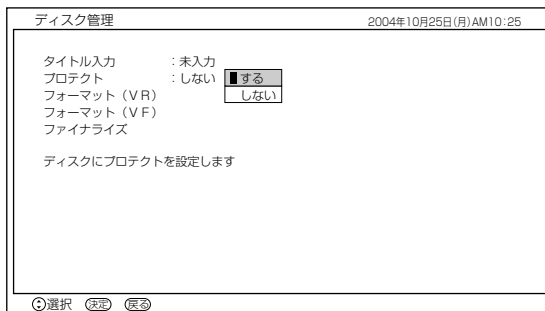 ディスク管理 2004年10月25日(月)AM10:25
タイトル入力 :未入力
プロテクト :しない する
フォーマット（VR） しない
フォーマット（VF）
ファイナライズ
ディスクにプロテクトを設定します
選択 決定 戻る